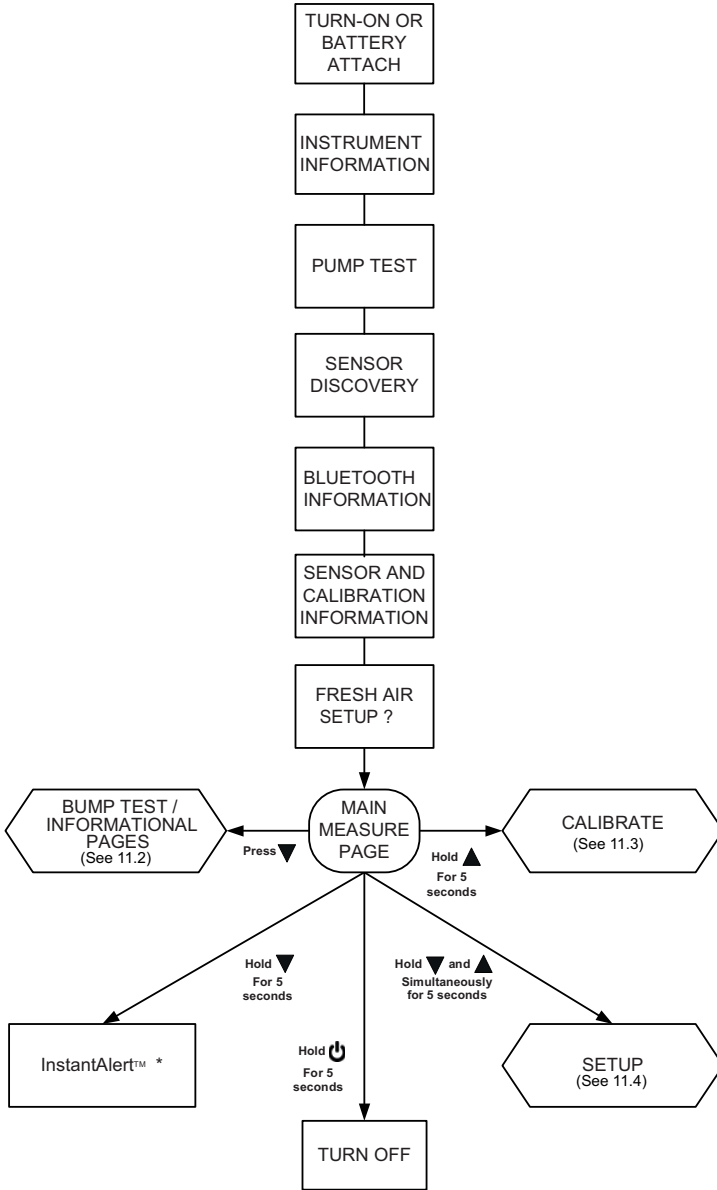 TURN-ON OR
BATTERY
ATTACH
INSTRUMENT
INFORMATION
PUMP TEST
SENSOR
DISCOVERY
BLUETOOTH
INFORMATION
SENSOR AND
CALIBRATION
INFORMATION
FRESH AIR
SETUP ?
BUMP TEST /
INFORMATIONAL
PAGES
(See 11.2)
Press ▼
MAIN
MEASURE
PAGE
Hold ▲
For 5
seconds
CALIBRATE
(See 11.3)
Hold ▼
For 5
seconds
InstantAlert™ *
Hold ⏻
For 5
seconds
TURN OFF
Hold ▼ and ▲
Simultaneously
for 5 seconds
SETUP
(See 11.4)